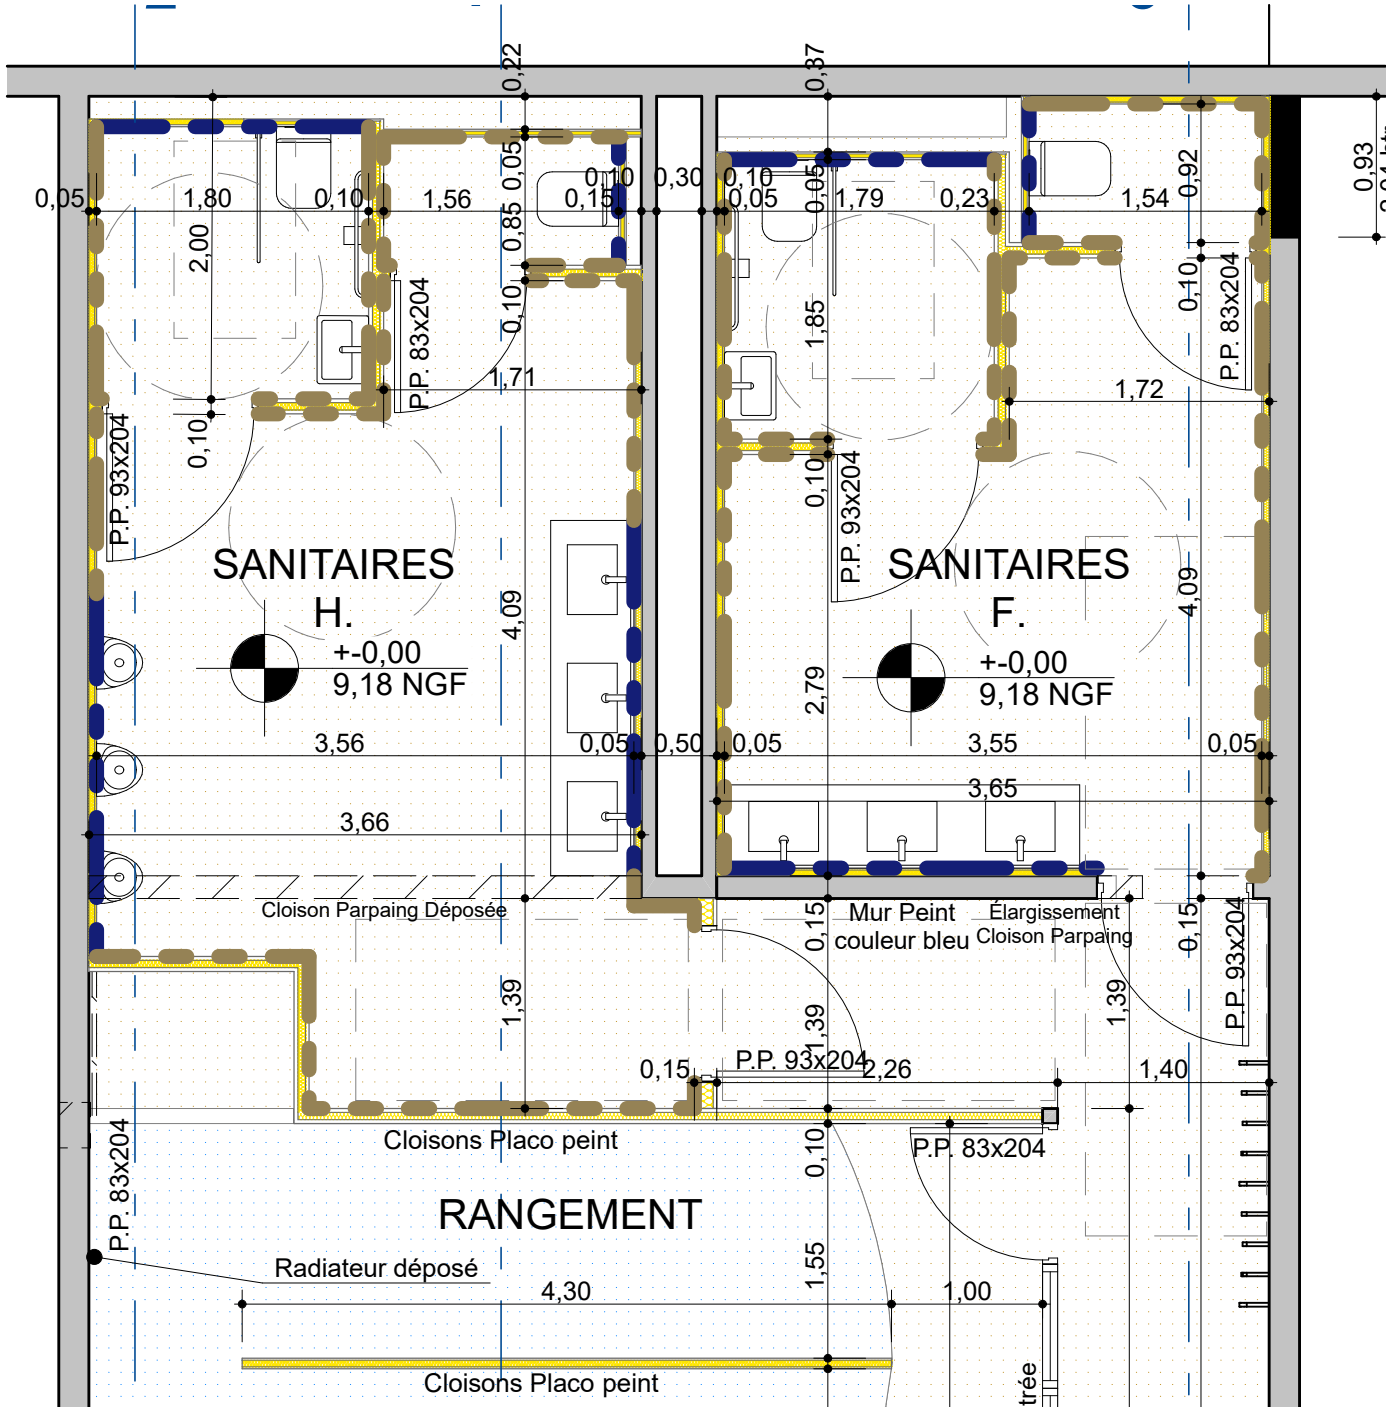 0,22
0,37
0,05
0,10
0,30
0,10
0,05
0,92
0,93
0,05
1,80
0,10
1,56
0,15
0,05
1,79
0,23
1,54
2,00
0,85
0,10
P.P. 83x204
1,85
0,10
P.P. 83x204
1,71
1,72
0,10
P.P. 93x204
0,10
P.P. 93x204
SANITAIRES
H.
+-0,00
9,18 NGF
4,09
SANITAIRES
F.
+-0,00
9,18 NGF
4,09
2,79
3,56
0,05
0,50
0,05
3,55
0,05
3,65
3,66
Cloison Parpaing Déposée
0,15
Mur Peint
couleur bleu
Élargissement
Cloison Parpaing
0,15
P.P. 93x204
1,39
1,39
1,39
0,15
P.P. 93x204
2,26
1,40
Cloisons Placo peint
0,10
P.P. 83x204
P.P. 83x204
RANGEMENT
Radiateur déposé
1,55
4,30
1,00
Cloisons Placo peint
trée